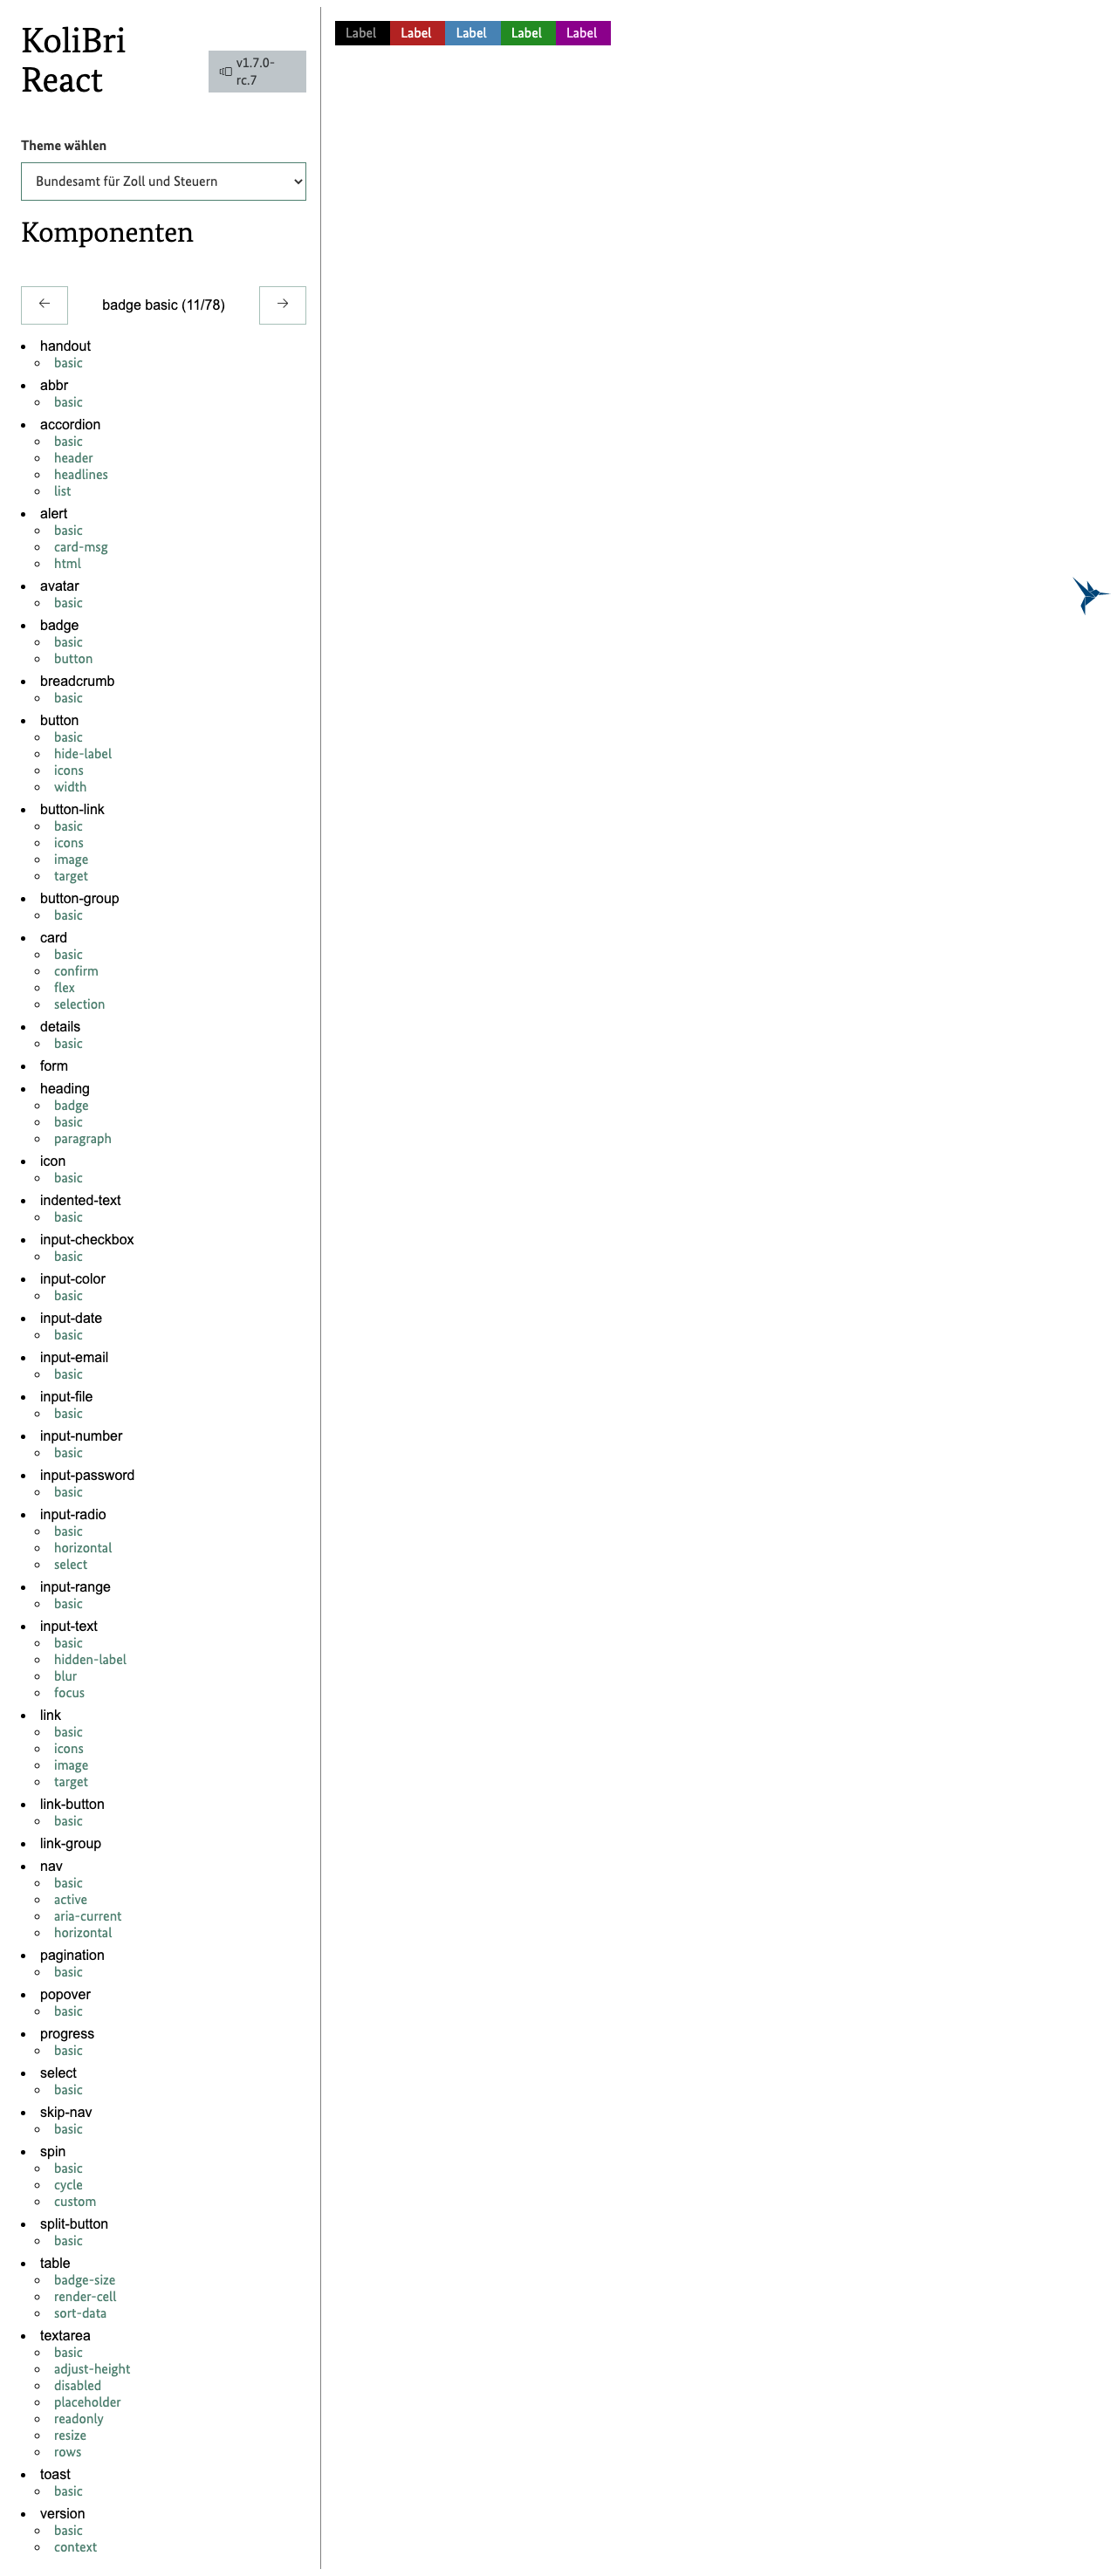 KoliBri
React
v1.7.0-
rc.7
Theme wählen
Bundesamt für Zoll und Steuern
Komponenten
badge basic (11/78)
handout
basic
abbr
basic
accordion
basic
header
headlines
list
alert
basic
card-msg
html
avatar
basic
badge
basic
button
breadcrumb
basic
button
basic
hide-label
icons
width
button-link
basic
icons
image
target
button-group
basic
card
basic
confirm
flex
selection
details
basic
form
heading
badge
basic
paragraph
icon
basic
indented-text
basic
input-checkbox
basic
input-color
basic
input-date
basic
input-email
basic
input-file
basic
input-number
basic
input-password
basic
input-radio
basic
horizontal
select
input-range
basic
input-text
basic
hidden-label
blur
focus
link
basic
icons
image
target
link-button
basic
link-group
nav
basic
active
aria-current
horizontal
pagination
basic
popover
basic
progress
basic
select
basic
skip-nav
basic
spin
basic
cycle
custom
split-button
basic
table
badge-size
render-cell
sort-data
textarea
basic
adjust-height
disabled
placeholder
readonly
resize
rows
toast
basic
version
basic
context
Label Label Label Label Label